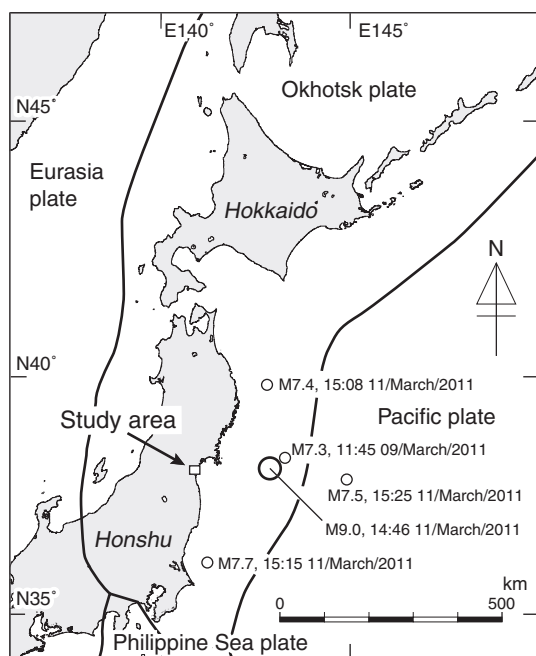 E140°
E145°
Okhotsk plate
N45°
Eurasia
plate
Hokkaido
N
N40°
M7.4, 15:08 11/March/2011
Study area
Pacific plate
M7.3, 11:45 09/March/2011
M7.5, 15:25 11/March/2011
M9.0, 14:46 11/March/2011
Honshu
M7.7, 15:15 11/March/2011
km
0
500
N35°
Philippine Sea plate